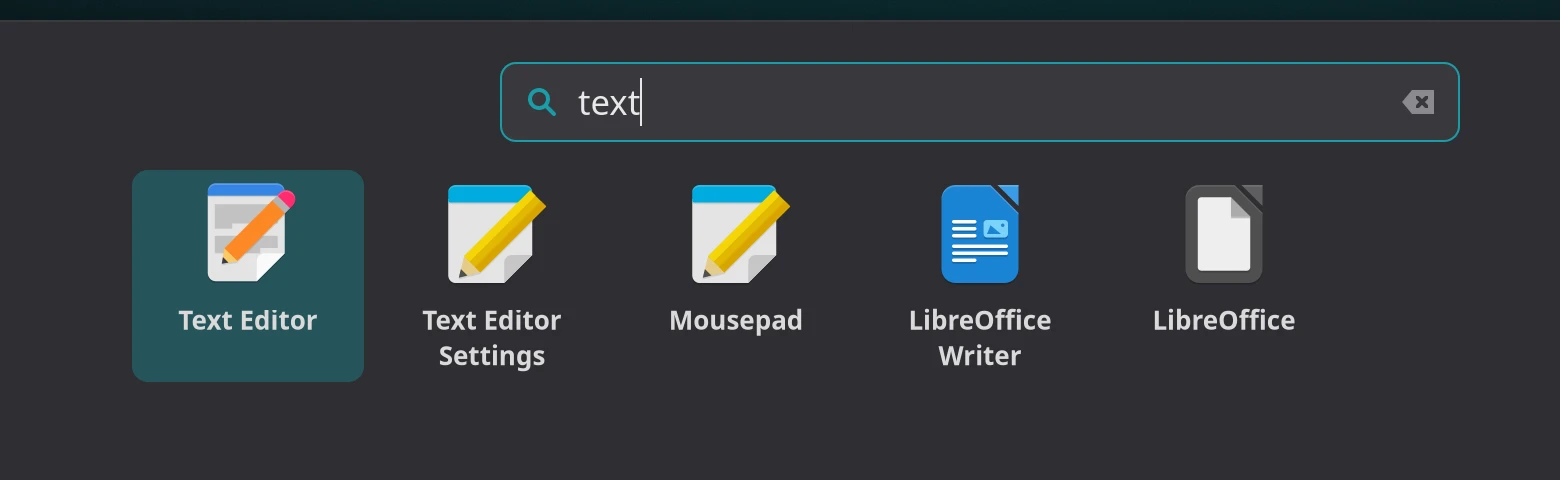 text
Text Editor
Text Editor
Settings
Mousepad
LibreOffice
Writer
LibreOffice